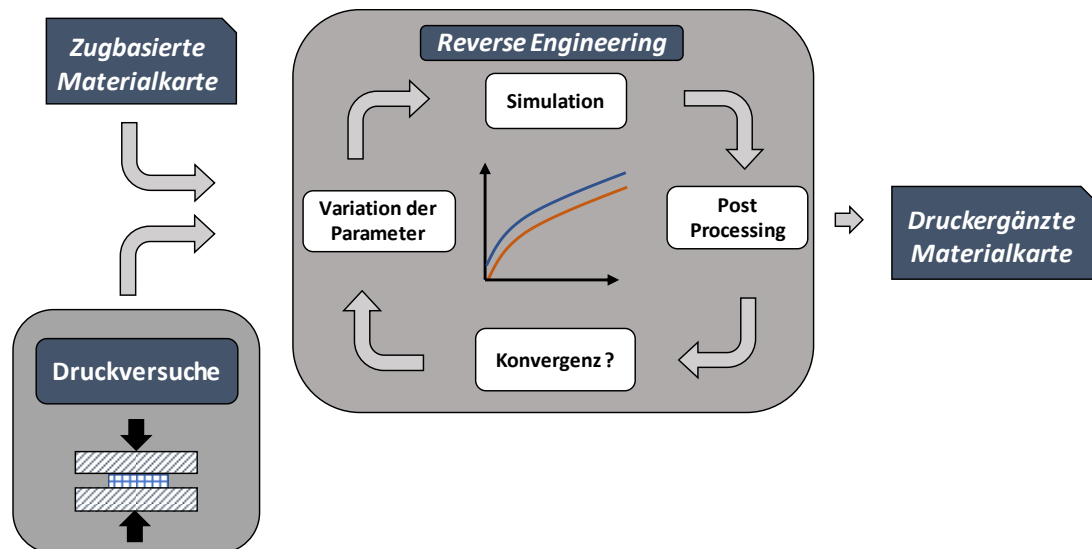 Zugbasierte
Materialkarte
Reverse Engineering
Simulation
Variation der
Parameter
Post
Processing
Konvergenz ?
Druckergänzte
Materialkarte
Druckversuche